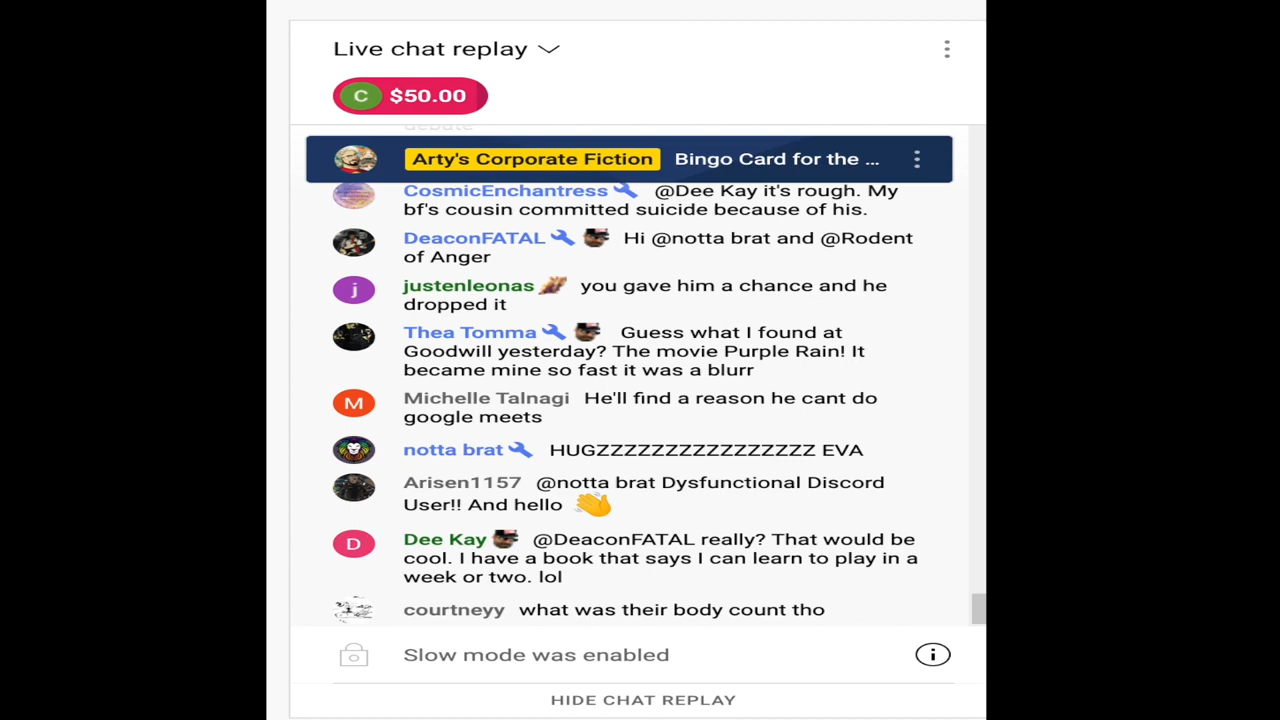 Live chat replay
C $50.00
debate
Arty's Corporate Fiction Bingo Card for the ...
CosmicEnchantress @Dee Kay it's rough. My
bf's cousin committed suicide because of his.
DeaconFATAL Hi @notta brat and @Rodent
of Anger
j justenleonas you gave him a chance and he
dropped it
Thea Tomma Guess what I found at
Goodwill yesterday? The movie Purple Rain! It
became mine so fast it was a blurr
M Michelle Talnagi He'll find a reason he cant do
google meets
notta brat HUGZZZZZZZZZZZZZZZZ EVA
Arisen1157 @notta brat Dysfunctional Discord
User!! And hello
D Dee Kay @DeaconFATAL really? That would be
cool. I have a book that says I can learn to play in a
week or two. lol
courtneyy what was their body count tho
Slow mode was enabled
HIDE CHAT REPLAY